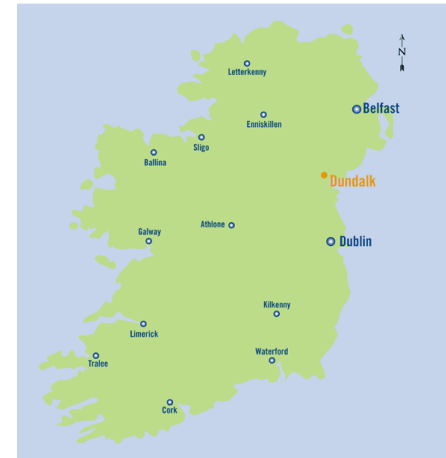 N
Letterkenny
Belfast
Enniskillen
Sligo
Ballina
Dundalk
Athlone
Galway
Dublin
Kilkenny
Limerick
Waterford
Tralee
Cork